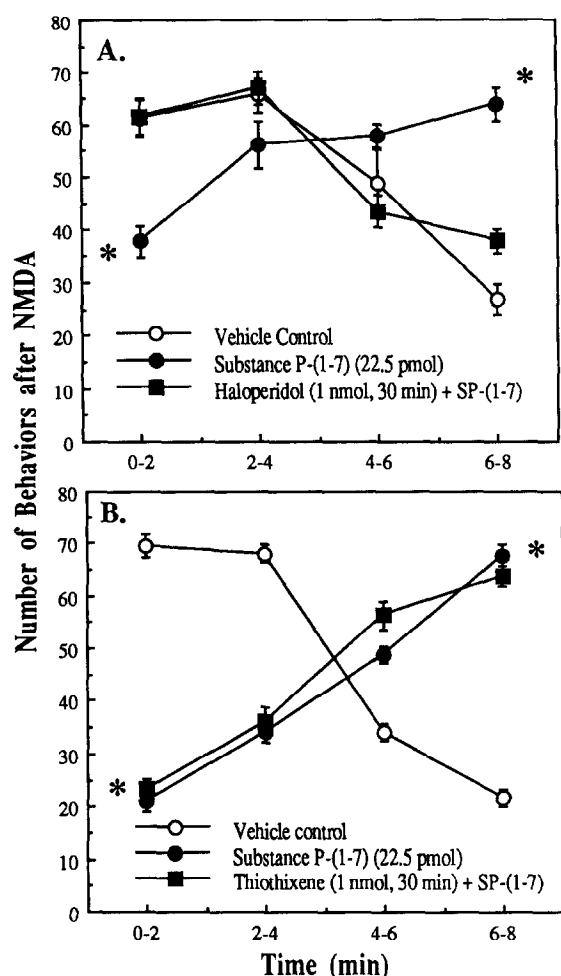 Number of Behaviors after NMDA
A.
80
70
60
50
40
30
20
10
0
*
*
Vehicle Control
Substance P-(1-7) (22.5 pmol)
Haloperidol (1 nmol, 30 min) + SP-(1-7)
0-2 2-4 4-6 6-8
B.
80
70
60
50
40
30
20
10
0
*
*
Vehicle control
Substance P-(1-7) (22.5 pmol)
Thiothixene (1 nmol, 30 min) + SP-(1-7)
0-2 2-4 4-6 6-8
Time (min)